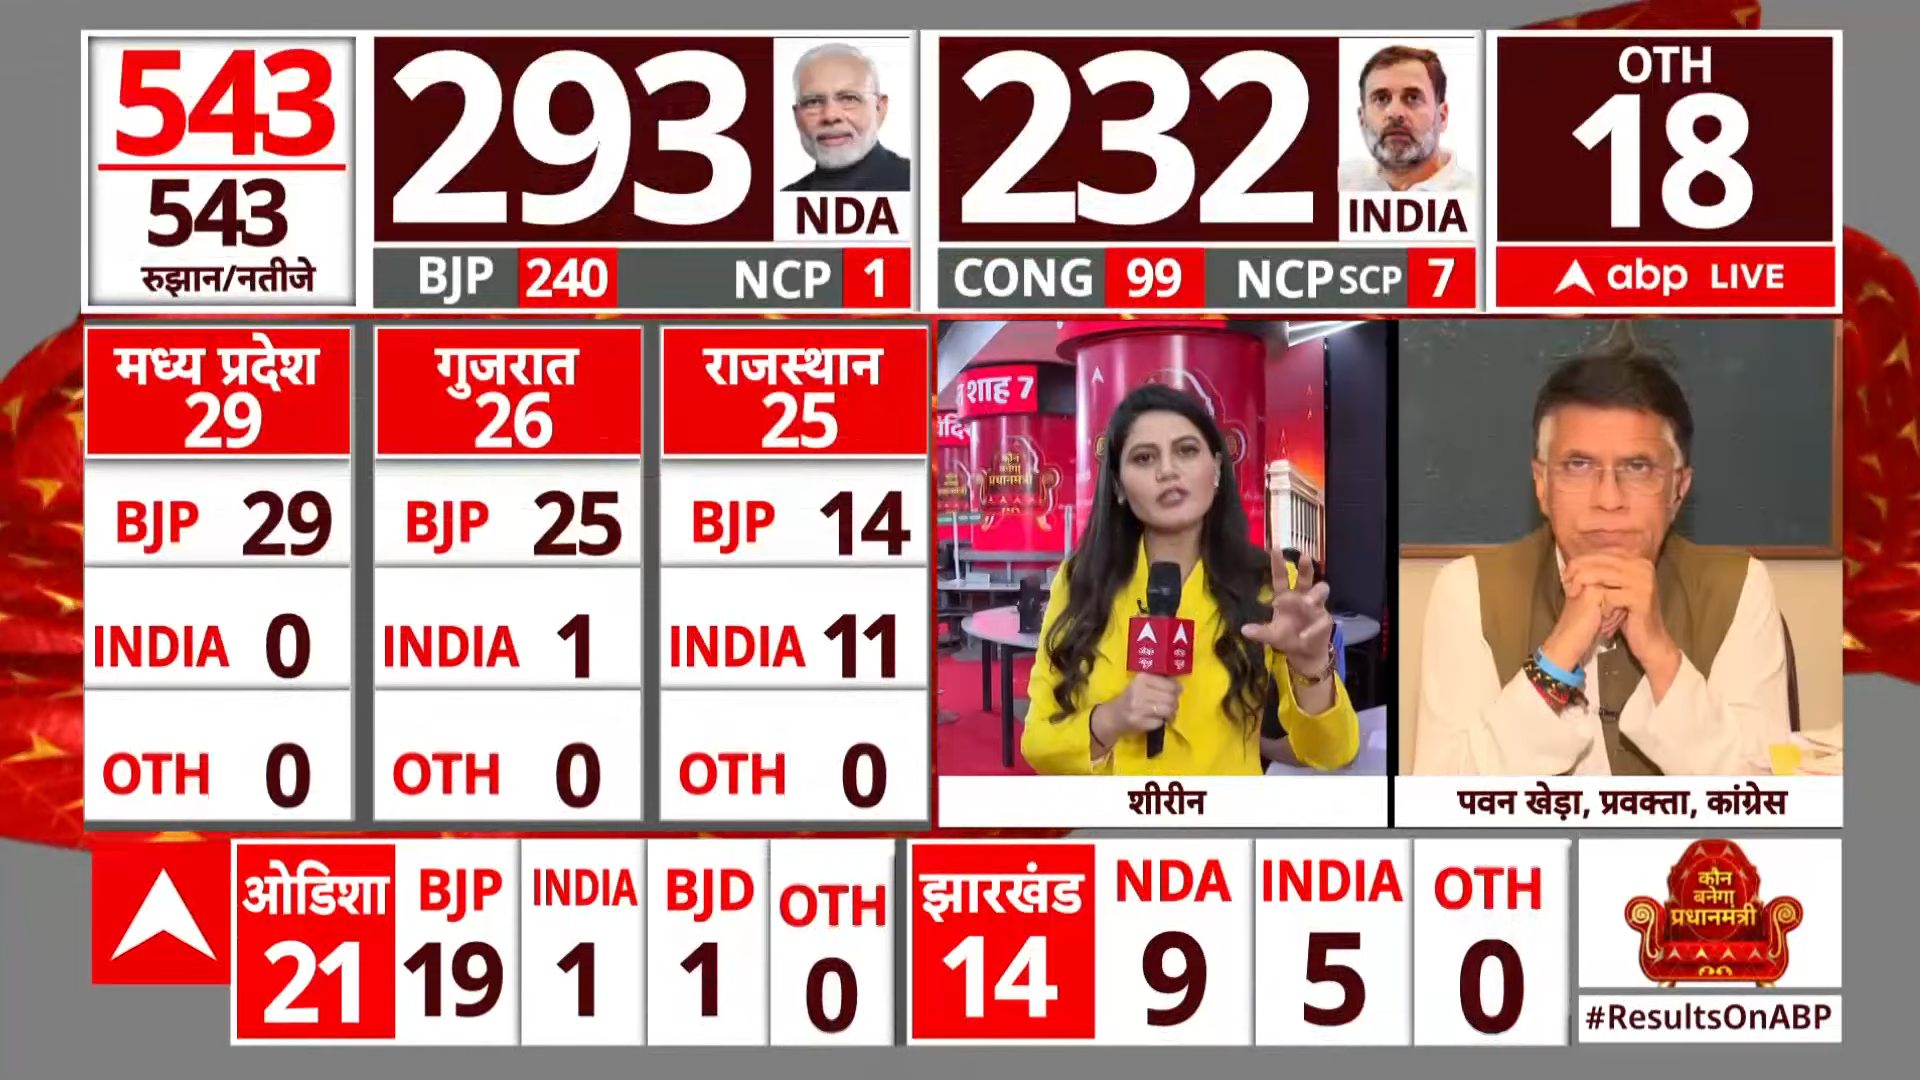 543
543
रुझान/नतीजे
293
NDA
BJP 240 NCP 1
232
INDIA
CONG 99 NCP SCP 7
OTH
18
abp LIVE
मध्य प्रदेश
29
BJP 29
INDIA 0
OTH 0
गुजरात
26
BJP 25
INDIA 1
OTH 0
राजस्थान
25
BJP 14
INDIA 11
OTH 0
शाह 7
कौन
बनेगा
प्रधानमंत्री
शीरीन
पवन खेड़ा, प्रवक्ता, कांग्रेस
ओडिशा
21
BJP
19
INDIA
1
BJD
1
OTH
0
झारखंड
14
NDA
9
INDIA
5
OTH
0
कौन
बनेगा
प्रधानमंत्री
#ResultsOnABP